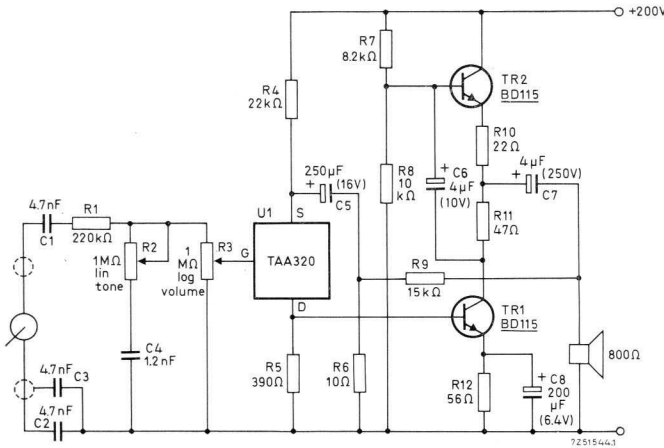 +200V
R7
8.2kΩ
TR2
BD115
R4
22kΩ
R10
22Ω
4µF
+ (250V)
C7
250µF
+ (16V)
C5
R8
10
kΩ
+ C6
4µF
(10V)
R11
47Ω
4.7nF
C1
R1
220kΩ
U1
S
R2
1MΩ
lin
tone
R3
1
MΩ
log
volume
G
TAA320
D
R9
15kΩ
TR1
BD115
800Ω
C4
1.2nF
4.7nF
C3
4.7nF
C2
R5
390Ω
R6
10Ω
R12
56Ω
+
C8
200
µF
(6.4V)
7Z51544.1